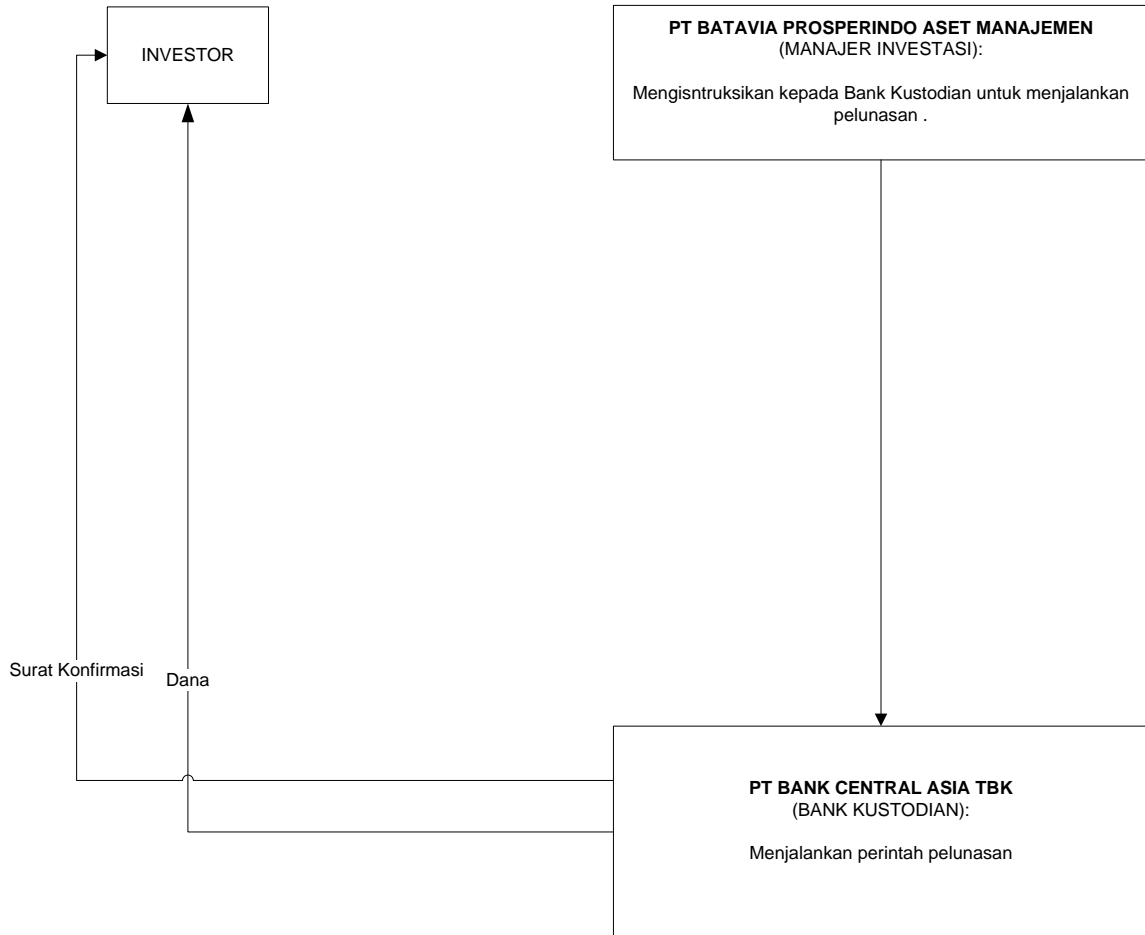 INVESTOR
PT BATAVIA PROSPERINDO ASET MANAJEMEN
(MANAJER INVESTASI):
Mengisntruksikan kepada Bank Kustodian untuk menjalankan
pelunasan .
Surat Konfirmasi
Dana
PT BANK CENTRAL ASIA TBK
(BANK KUSTODIAN):
Menjalankan perintah pelunasan